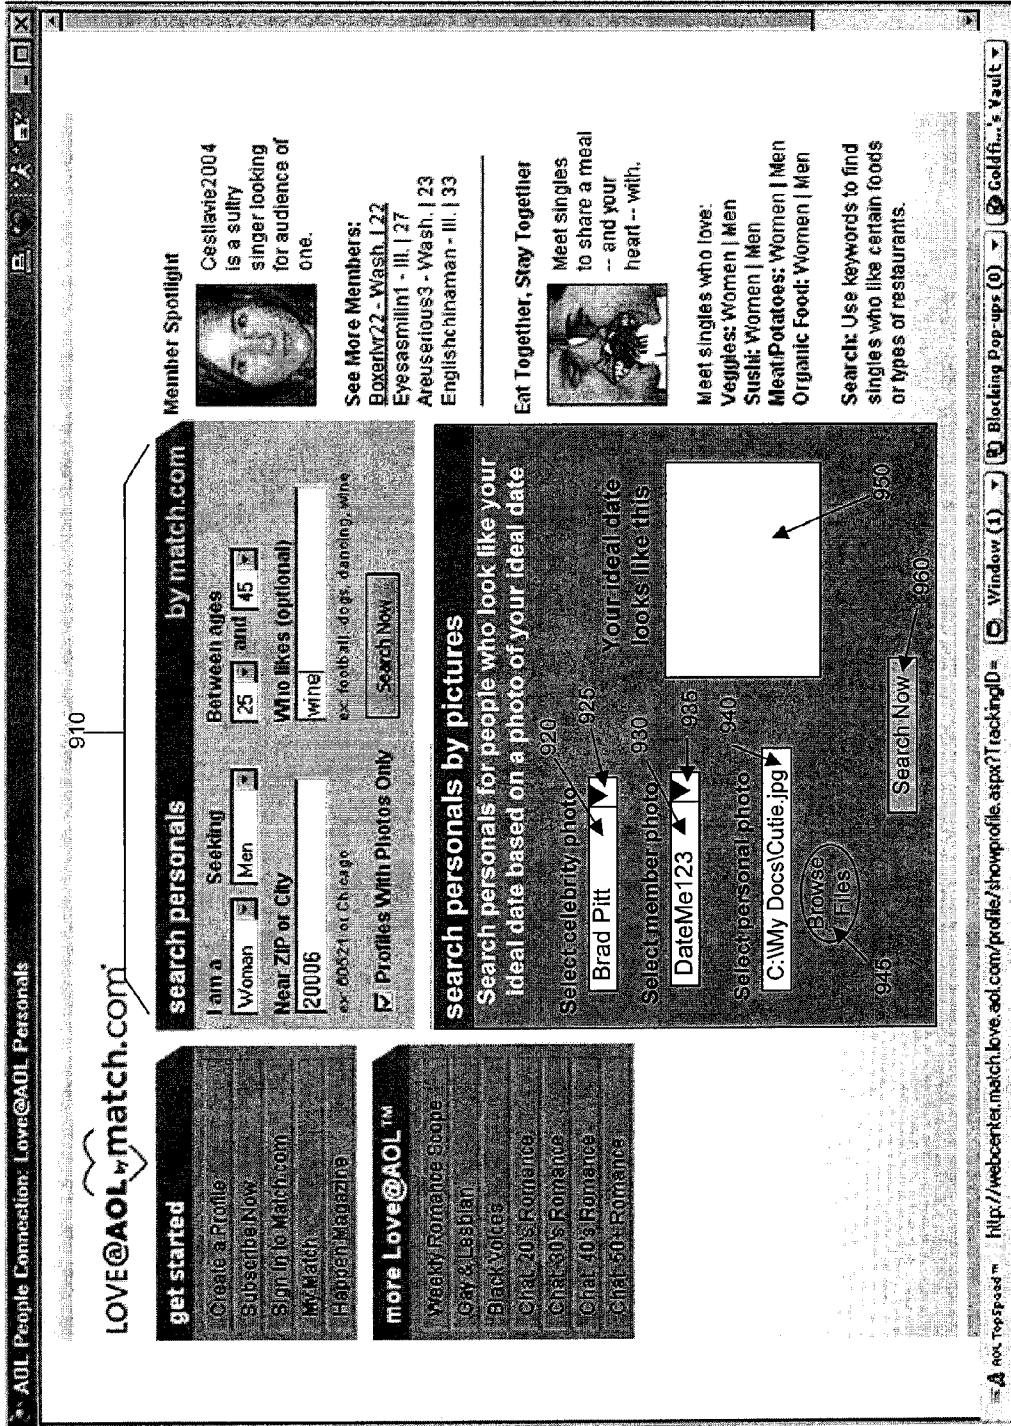 AOL People Connection: Love@AOL Personals
910
LOVE@AOL by match.com
get started
Create a Profile
Subscribe Now
Sign In to Match.com
My Match
Happen Magazine
more Love@AOL™
Weekly Romance Scope
Gay & Lesbian
Black Voices
Chat 20's Romance
Chat 30's Romance
Chat 40's Romance
Chat 50+ Romance
search personals by match.com
I am a Seeking Between ages
Woman Men 25 and 45
Near ZIP or City Who likes (optional)
20006 wine
ex: 60621 or Chicago ex: football, dogs, dancing, wine
Profiles With Photos Only Search Now
search personals by pictures
Search personals for people who look like your
ideal date based on a photo of your ideal date
Select celebrity photo 920
Brad Pitt 925
Select member photo 930
DateMe123 935
Select personal photo 940
C:\\My Docs\Cutie.jpg
Browse
Files
945
Your ideal date
looks like this
950
Search Now 960
Member Spotlight
Cestlavie2004
is a sultry
singer looking
for audience of
one.
See More Members:
Boxerlvr22 - Wash. | 22
Eyesasmilin1 - Ill. | 27
Areuserious3 - Wash. | 23
Englishchinaman - Ill. | 33
Eat Together, Stay Together
Meet singles
to share a meal
-- and your
heart -- with.
Meet singles who love:
Veggies: Women | Men
Sushi: Women | Men
Meat/Potatoes: Women | Men
Organic Food: Women | Men
Search: Use keywords to find
singles who like certain foods
or types of restaurants.
AOL TopSpeed™ http://webcenter.match.love.aol.com/profile/showprofile.aspx?TrackingID= Window (1) Blocking Pop-ups (0) Goldfi...'s Vault